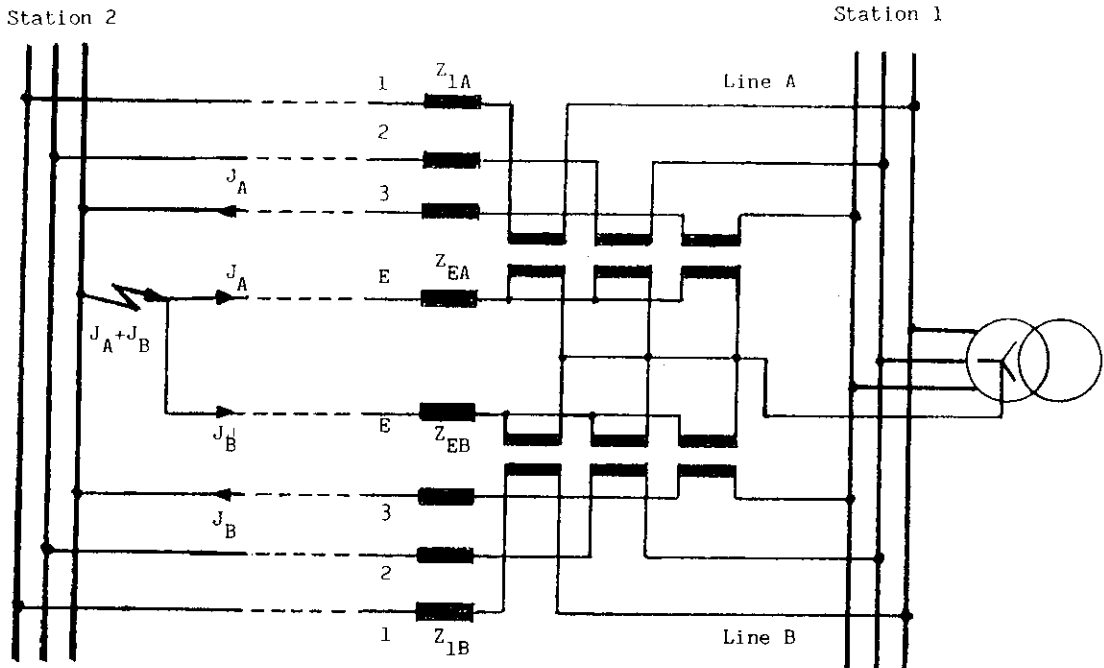 Station 2
Station 1
1
Z1A
Line A
2
JA
3
JA
E
ZEA
JA+JB
JB
E
ZEB
JB
3
2
1
Z1B
Line B